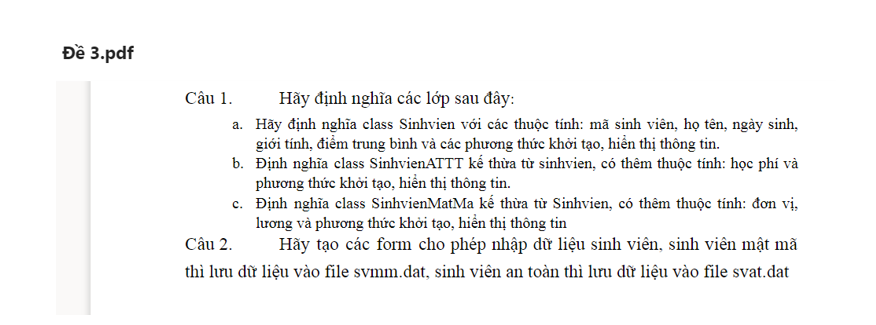 Đề 3.pdf
Câu 1. Hãy định nghĩa các lớp sau đây:
a. Hãy định nghĩa class Sinhvien với các thuộc tính: mã sinh viên, họ tên, ngày sinh,
giới tính, điểm trung bình và các phương thức khởi tạo, hiển thị thông tin.
b. Định nghĩa class SinhvienATTT kế thừa từ sinhvien, có thêm thuộc tính: học phí và
phương thức khởi tạo, hiển thị thông tin.
c. Định nghĩa class SinhvienMatMa kế thừa từ Sinhvien, có thêm thuộc tính: đơn vị,
lương và phương thức khởi tạo, hiển thị thông tin
Câu 2. Hãy tạo các form cho phép nhập dữ liệu sinh viên, sinh viên mật mã
thì lưu dữ liệu vào file svmm.dat, sinh viên an toàn thì lưu dữ liệu vào file svat.dat